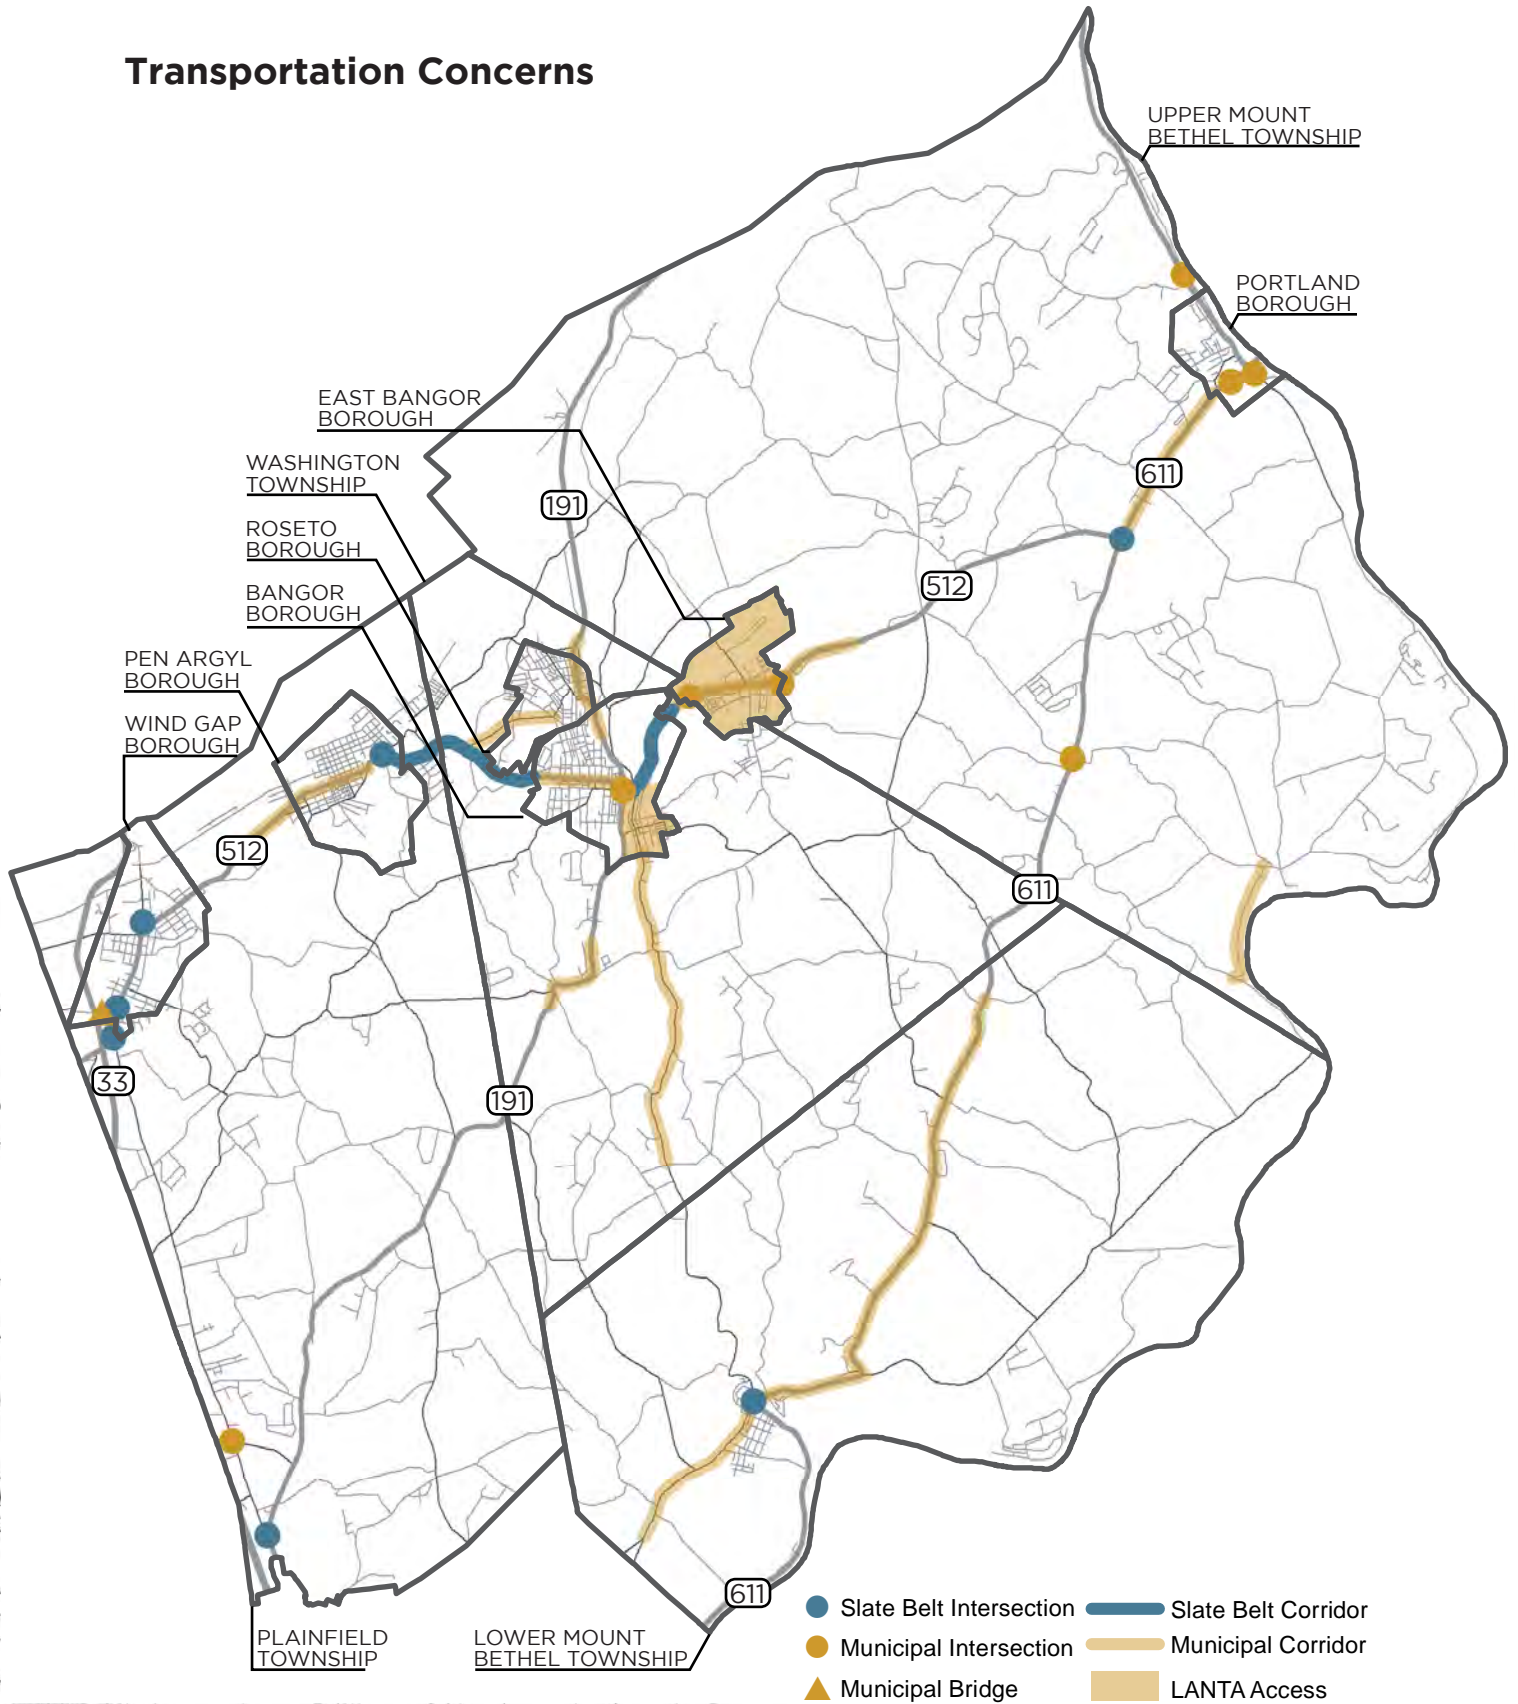 Transportation Concerns
UPPER MOUNT
BETHEL TOWNSHIP
PORTLAND
BOROUGH
EAST BANGOR
BOROUGH
WASHINGTON
TOWNSHIP
ROSETO
BOROUGH
BANGOR
BOROUGH
PEN ARGYL
BOROUGH
WIND GAP
BOROUGH
191
611
512
512
611
33
191
611
PLAINFIELD
TOWNSHIP
LOWER MOUNT
BETHEL TOWNSHIP
Slate Belt Intersection
Municipal Intersection
Municipal Bridge
Slate Belt Corridor
Municipal Corridor
LANTA Access